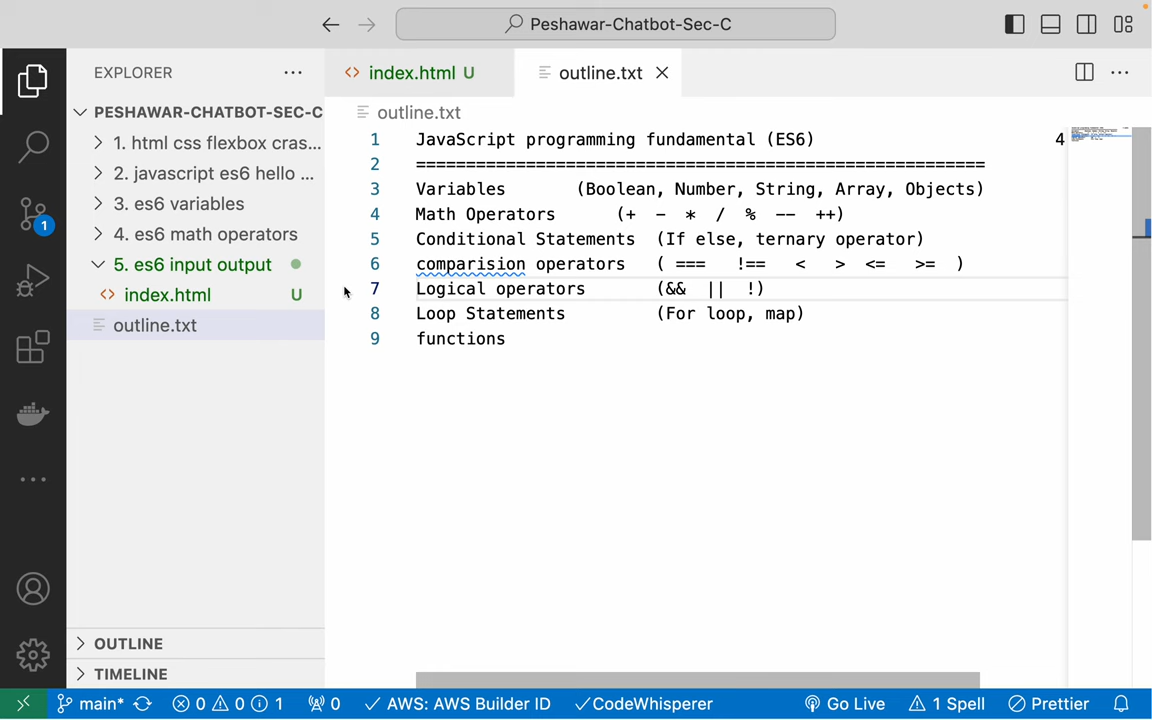 Peshawar-Chatbot-Sec-C
EXPLORER
PESHAWAR-CHATBOT-SEC-C
1. html css flexbox cras...
2. javascript es6 hello ...
3. es6 variables
4. es6 math operators
5. es6 input output
index.html U
outline.txt
OUTLINE
TIMELINE
1
index.html U
outline.txt
outline.txt
1 JavaScript programming fundamental (ES6) 4
2 =========================================================
3 Variables (Boolean, Number, String, Array, Objects)
4 Math Operators (+ - * / % -- ++)
5 Conditional Statements (If else, ternary operator)
6 comparision operators ( === !== < > <= >= )
7 Logical operators (&& || !)
8 Loop Statements (For loop, map)
9 functions
main* 0 0 1 0 AWS: AWS Builder ID CodeWhisperer Go Live 1 Spell Prettier